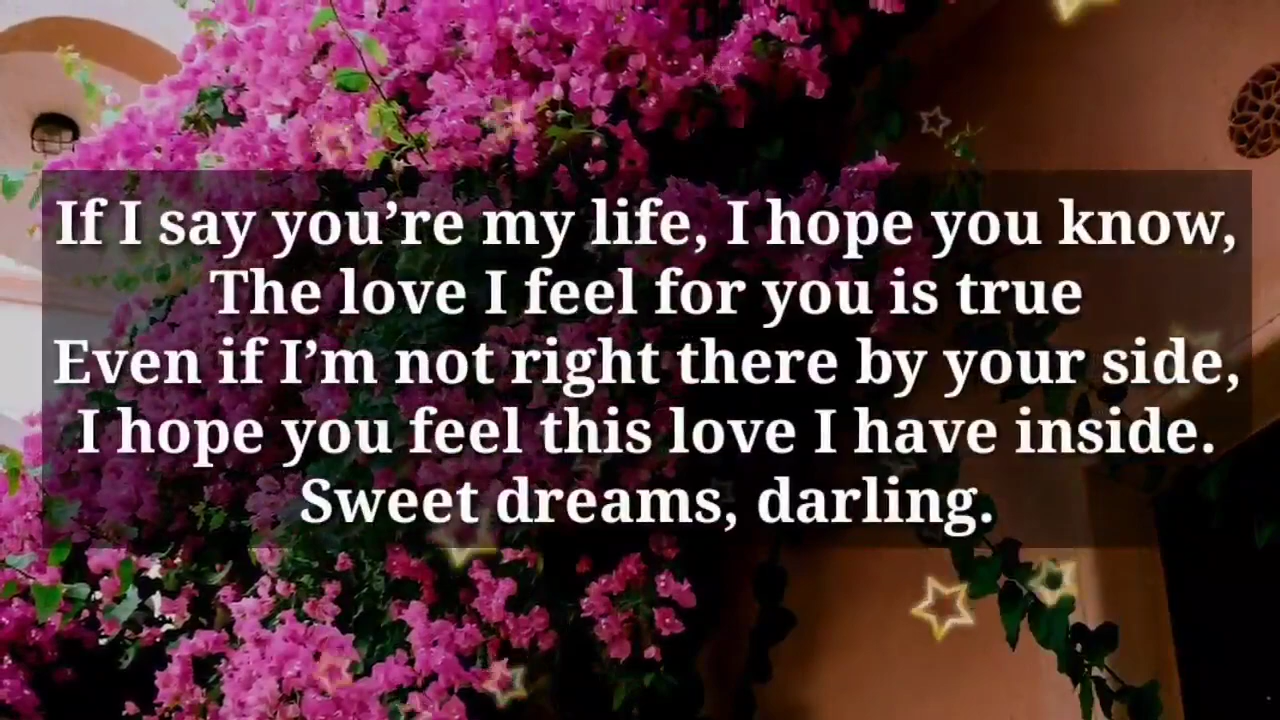 If I say you’re my life, I hope you know,
The love I feel for you is true
Even if I’m not right there by your side,
I hope you feel this love I have inside.
Sweet dreams, darling.